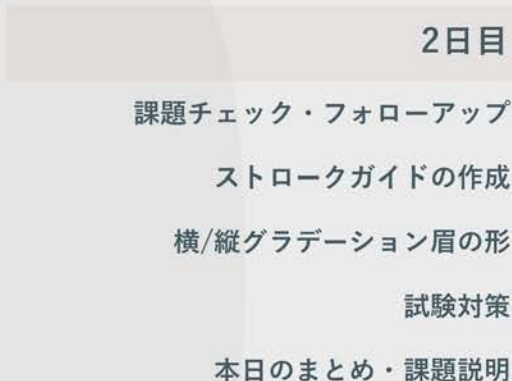 2日目
課題チェック・フォローアップ
ストロークガイドの作成
横/縦グラデーション眉の形
試験対策
本日のまとめ・課題説明